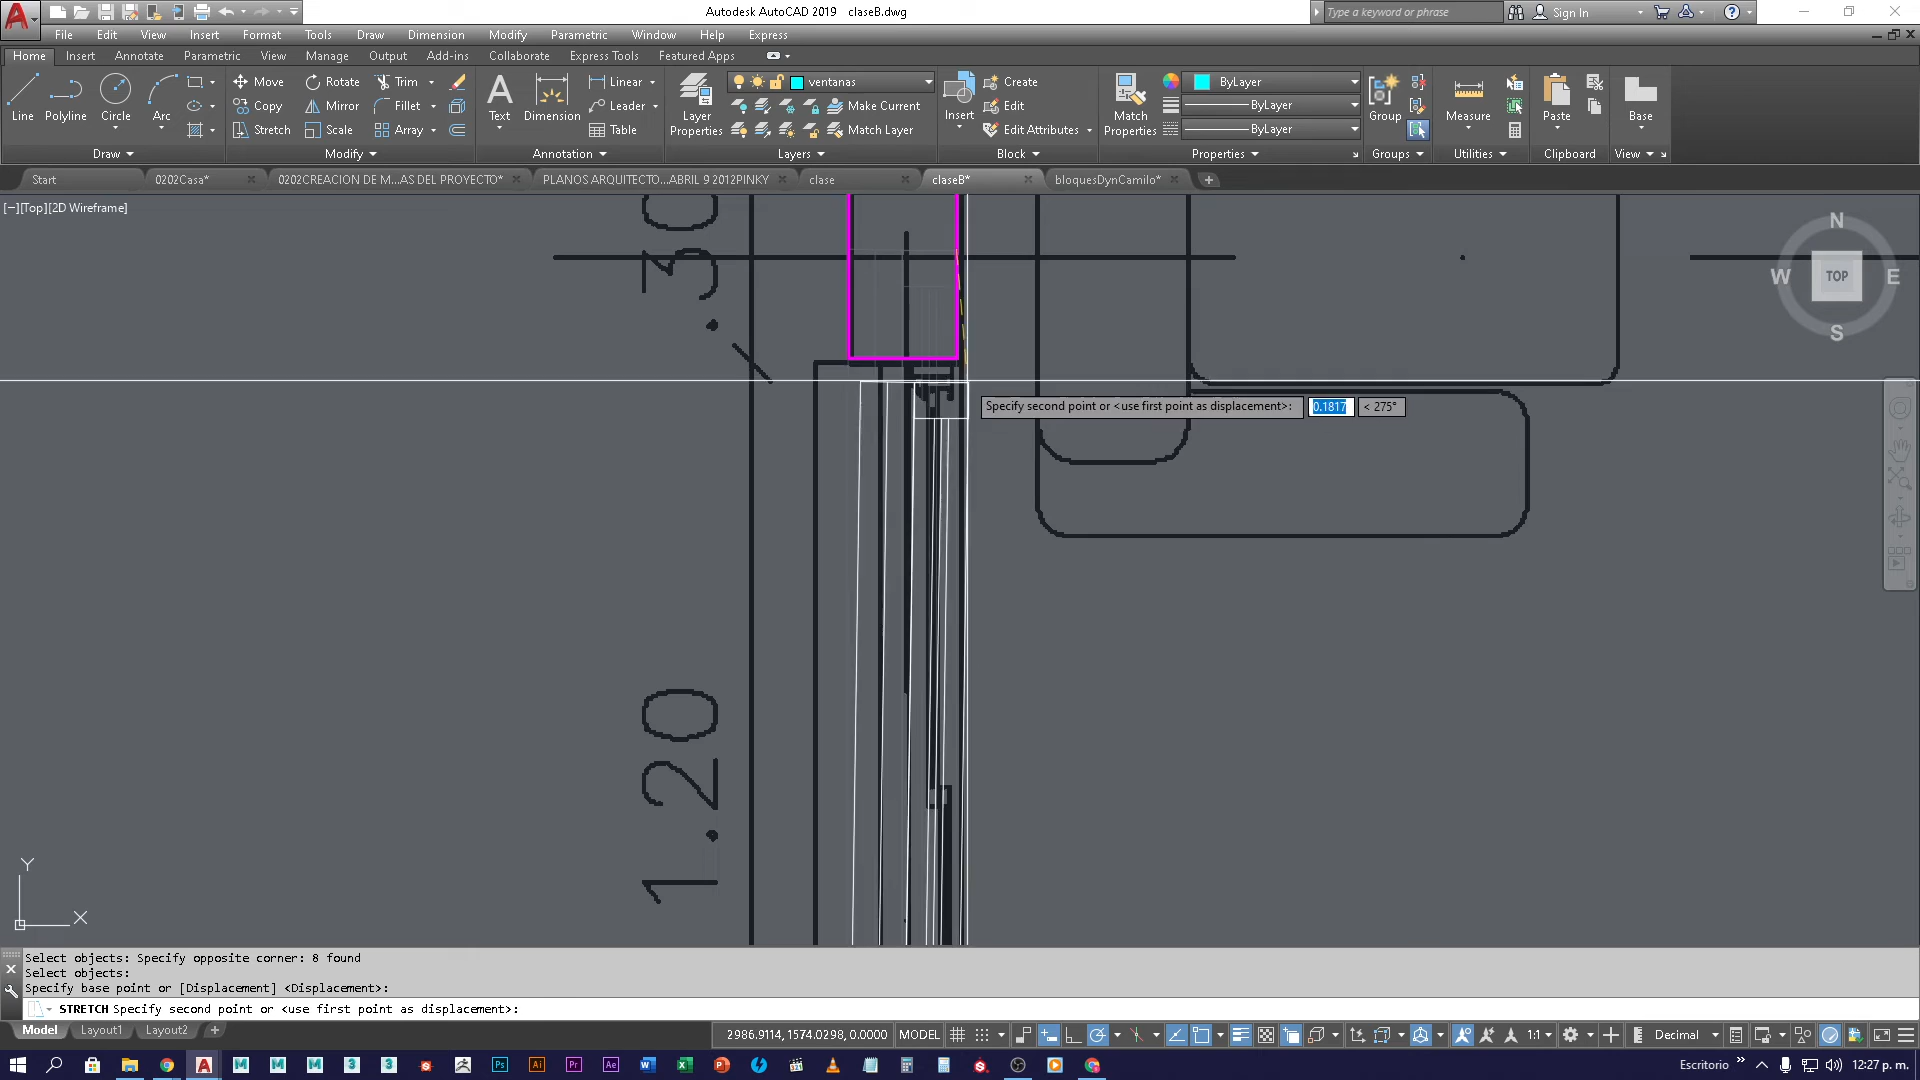 Autodesk AutoCAD 2019 claseB.dwg
Type a keyword or phrase
Sign In
File Edit View Insert Format Tools Draw Dimension Modify Parametric Window Help Express
Home Insert Annotate Parametric View Manage Output Add-ins Collaborate Express Tools Featured Apps
Line Polyline Circle Arc
Move Rotate Trim
Copy Mirror Fillet
Stretch Scale Array
Text Dimension
Linear
Leader
Table
Layer Properties
ventanas
Make Current
Match Layer
Insert
Create
Edit
Edit Attributes
Match Properties
ByLayer
ByLayer
ByLayer
Group
Measure
Paste
Base
Draw Modify Annotation Layers Block Properties Groups Utilities Clipboard View
Start 0202Casa* 0202CREACION DE M...AS DEL PROYECTO* PLANOS ARQUITECTO...ABRIL 9 2012PINKY clase claseB* bloquesDynCamilo*
[−][Top][2D Wireframe]
N
W TOP E
S
1.30
Specify second point or <use first point as displacement>: 0.1817 < 275°
1.20
Y
X
Select objects: Specify opposite corner: 8 found
Select objects:
Specify base point or [Displacement] <Displacement>:
STRETCH Specify second point or <use first point as displacement>:
Model Layout1 Layout2
2986.9114, 1574.0298, 0.0000 MODEL 1:1 Decimal
Escritorio 12:27 p. m.